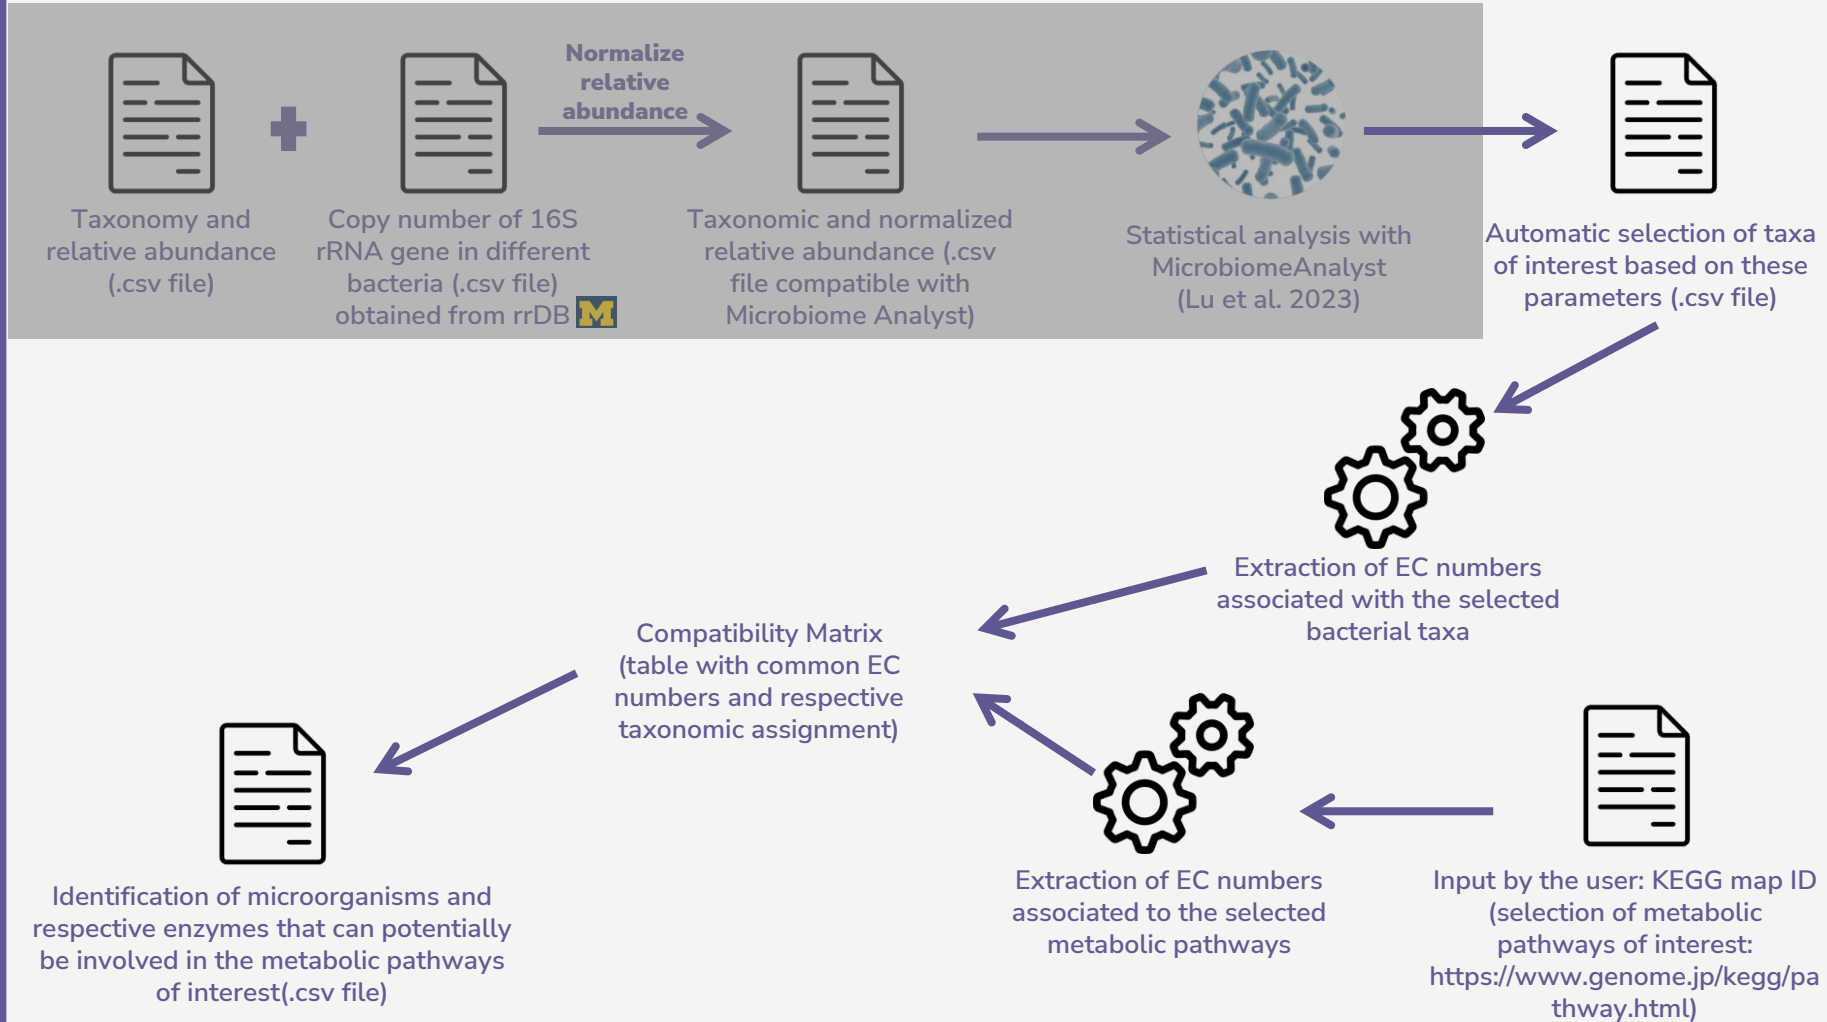 Normalize
relative
abundance
Taxonomy and
relative abundance
(.csv file)
Copy number of 16S
rRNA gene in different
bacteria (.csv file)
obtained from rrDB M
Taxonomic and normalized
relative abundance (.csv
file compatible with
Microbiome Analyst)
Statistical analysis with
MicrobiomeAnalyst
(Lu et al. 2023)
Automatic selection of taxa
of interest based on these
parameters (.csv file)
Extraction of EC numbers
associated with the selected
bacterial taxa
Compatibility Matrix
(table with common EC
numbers and respective
taxonomic assignment)
Identification of microorganisms and
respective enzymes that can potentially
be involved in the metabolic pathways
of interest(.csv file)
Extraction of EC numbers
associated to the selected
metabolic pathways
Input by the user: KEGG map ID
(selection of metabolic
pathways of interest:
https://www.genome.jp/kegg/pa
thway.html)